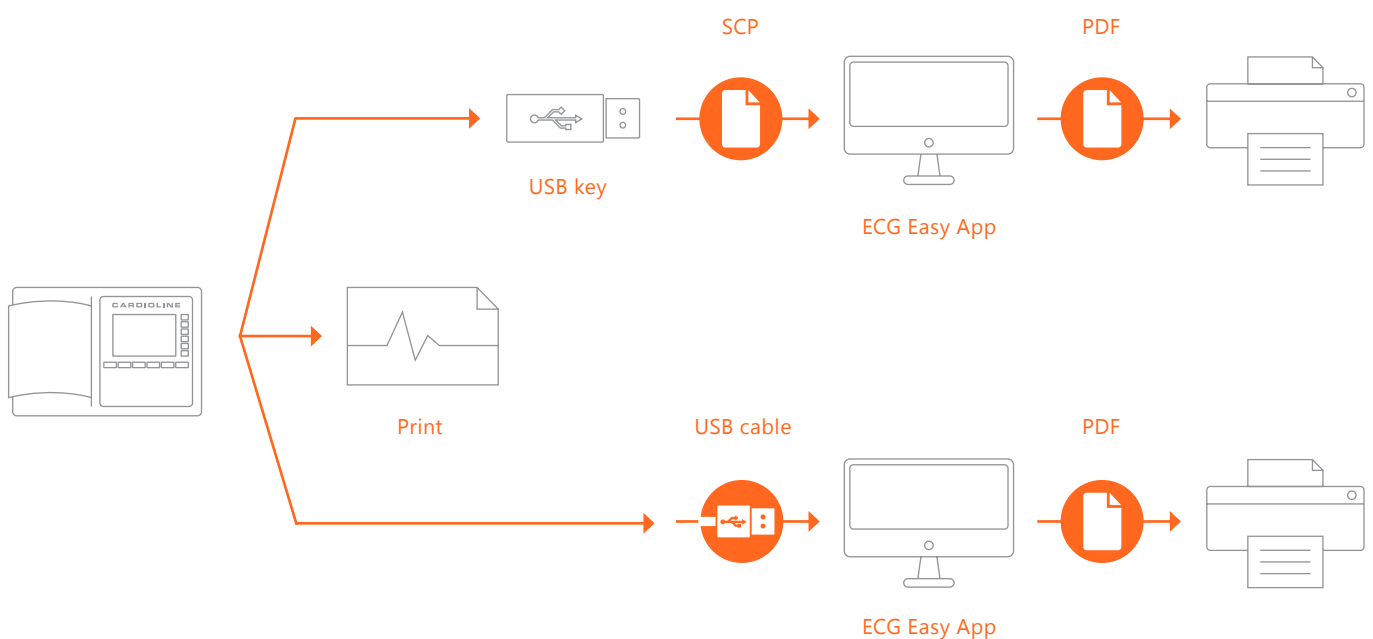 SCP
PDF
USB key
ECG Easy App
CARDIOLINE
Print
USB cable
PDF
ECG Easy App